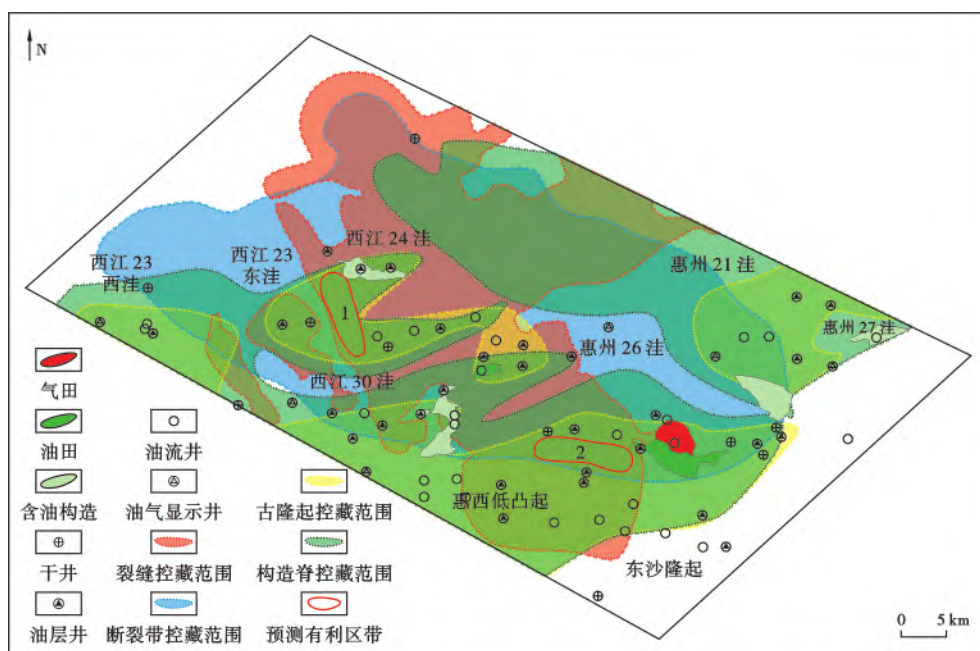 N
西江 24 洼
西江 23
东洼
西江 23
西洼
惠州 21 洼
惠州 27 洼
1
惠州 26 洼
西江 30 洼
2
惠西低凸起
东沙隆起
气田
油田
油流井
含油构造
油气显示井
古隆起控藏范围
干井
裂缝控藏范围
构造脊控藏范围
油层井
断裂带控藏范围
预测有利区带
0 5 km